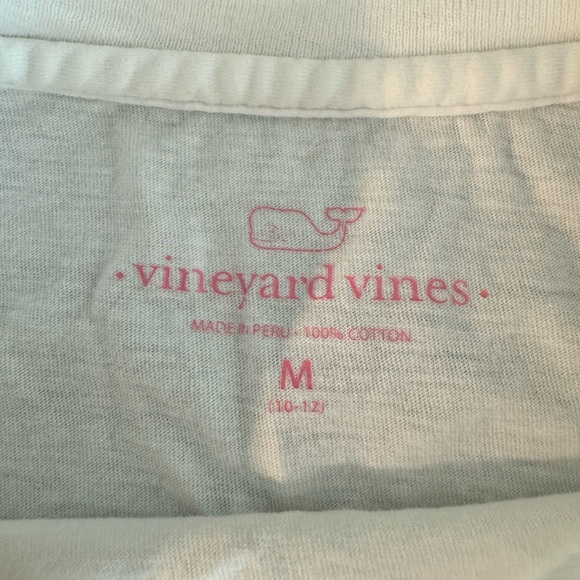 • vineyard vines •
MADE IN PERU • 100% COTTON
M
(10-12)